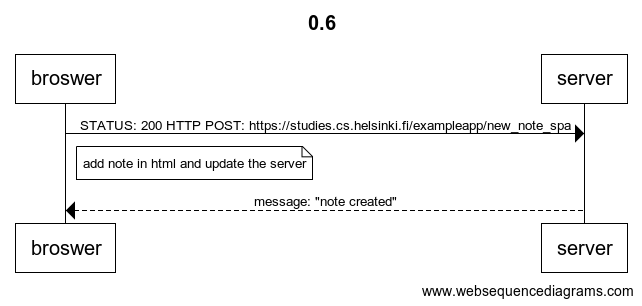 0.6
broswer
server
STATUS: 200 HTTP POST: https://studies.cs.helsinki.fi/exampleapp/new_note_spa
add note in html and update the server
message: "note created"
broswer
server
www.websequencediagrams.com